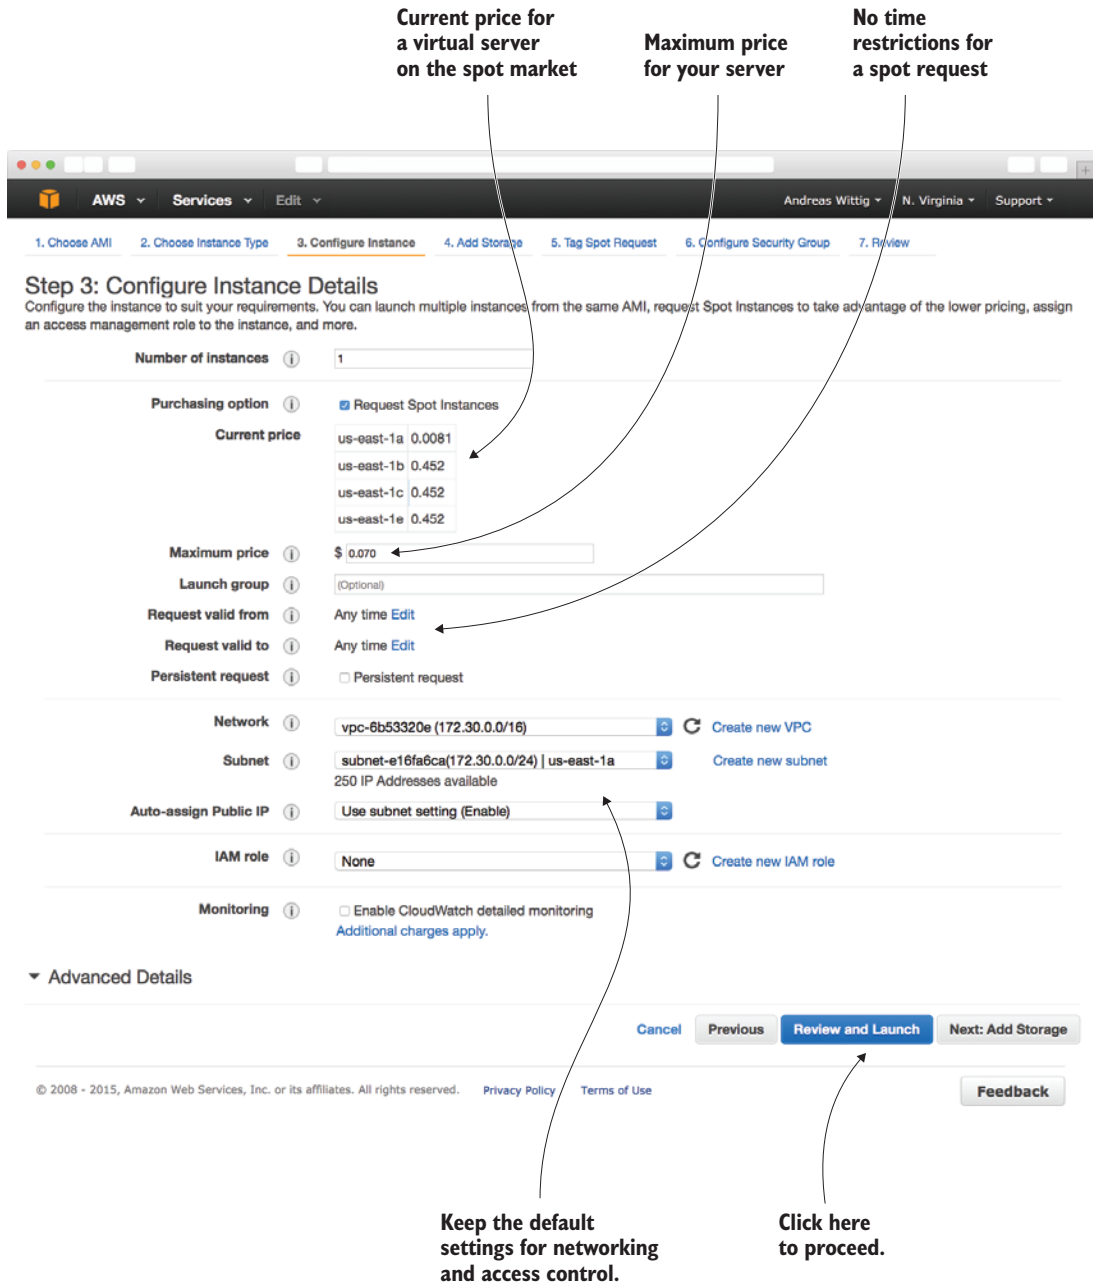 Current price for
a virtual server
on the spot market
Maximum price
for your server
No time
restrictions for
a spot request
AWS Services Edit Andreas Wittig N. Virginia Support
1. Choose AMI 2. Choose Instance Type 3. Configure Instance 4. Add Storage 5. Tag Spot Request 6. Configure Security Group 7. Review
Step 3: Configure Instance Details
Configure the instance to suit your requirements. You can launch multiple instances from the same AMI, request Spot Instances to take advantage of the lower pricing, assign
an access management role to the instance, and more.
Number of instances 1
Purchasing option Request Spot Instances
Current price
us-east-1a 0.0081
us-east-1b 0.452
us-east-1c 0.452
us-east-1e 0.452
Maximum price $ 0.070
Launch group (Optional)
Request valid from Any time Edit
Request valid to Any time Edit
Persistent request Persistent request
Network vpc-6b53320e (172.30.0.0/16) Create new VPC
Subnet subnet-e16fa6ca(172.30.0.0/24) | us-east-1a Create new subnet
250 IP Addresses available
Auto-assign Public IP Use subnet setting (Enable)
IAM role None Create new IAM role
Monitoring Enable CloudWatch detailed monitoring
Additional charges apply.
Advanced Details
Cancel Previous Review and Launch Next: Add Storage
© 2008 - 2015, Amazon Web Services, Inc. or its affiliates. All rights reserved. Privacy Policy Terms of Use Feedback
Keep the default
settings for networking
and access control.
Click here
to proceed.